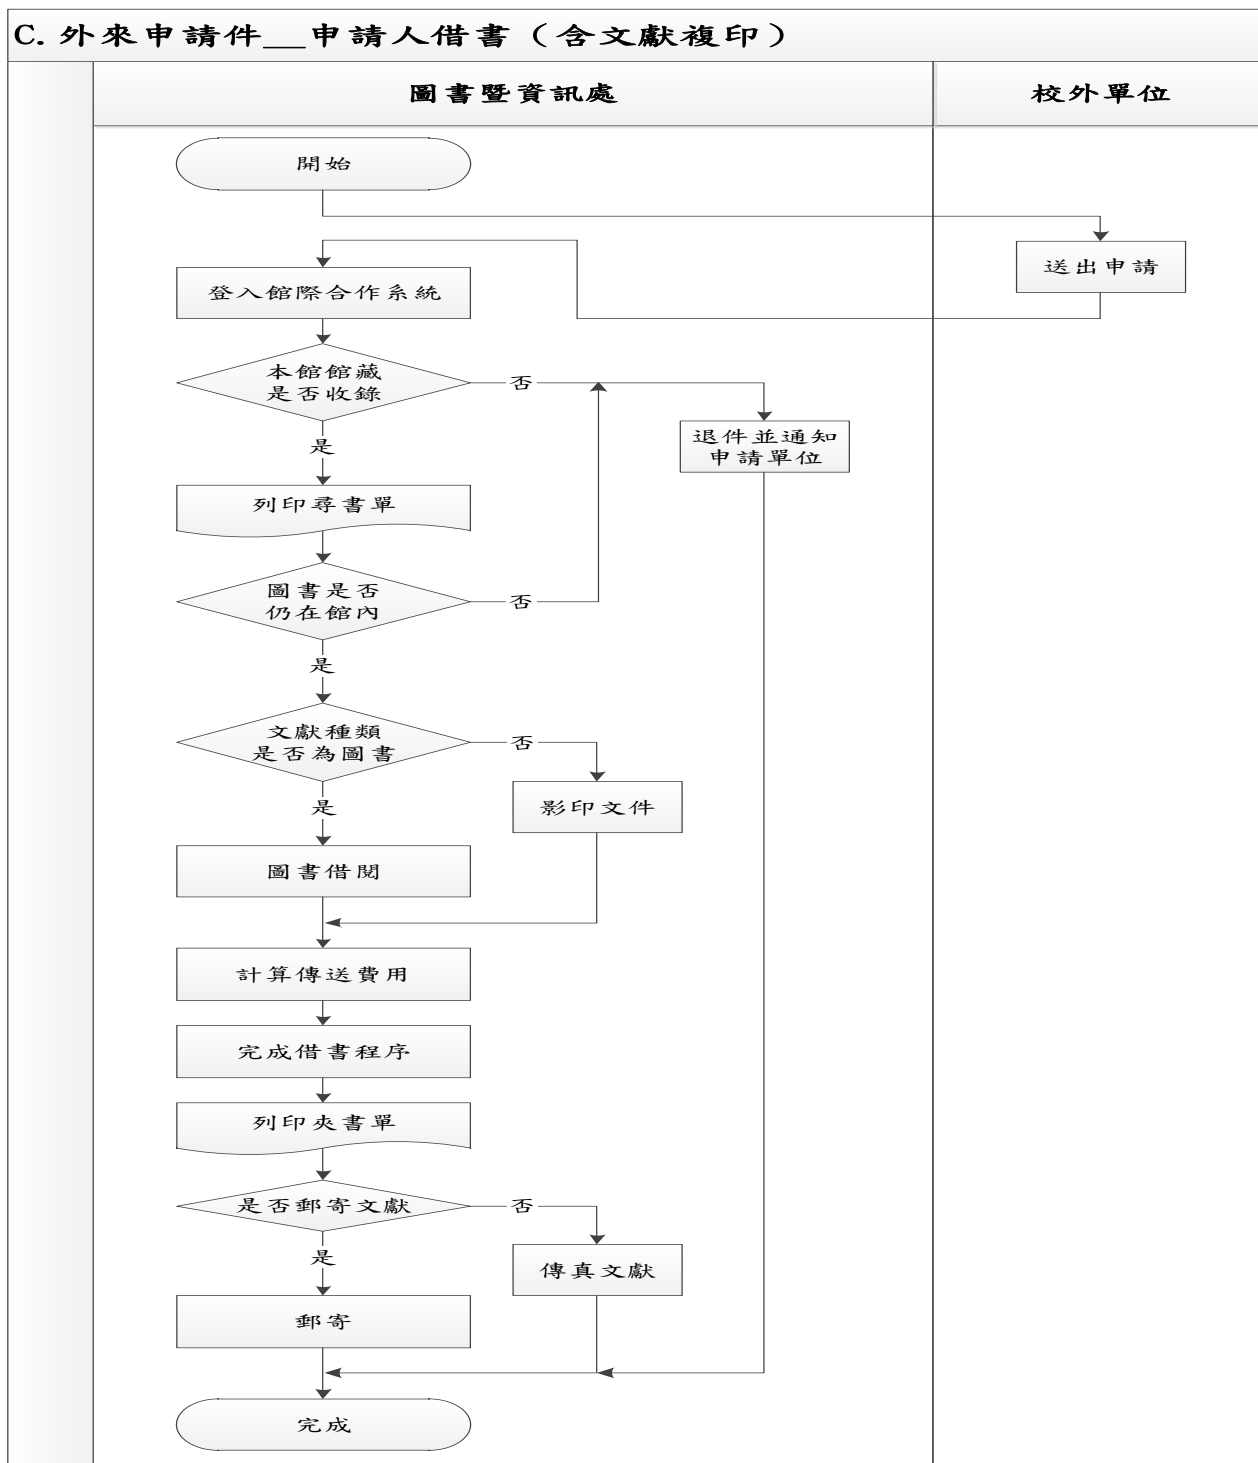 C. 外來申請件__申請人借書（含文獻複印）
圖書暨資訊處
校外單位
開始
送出申請
登入館際合作系統
本館館藏
是否收錄
否
是
退件並通知
申請單位
列印尋書單
圖書是否
仍在館內
否
是
文獻種類
是否為圖書
否
是
影印文件
圖書借閱
計算傳送費用
完成借書程序
列印夾書單
是否郵寄文獻
否
是
傳真文獻
郵寄
完成